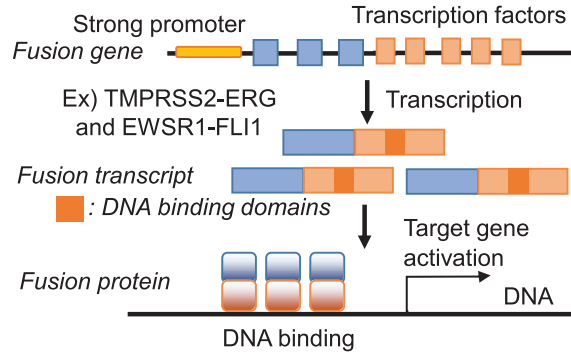 Strong promoter
Transcription factors
Fusion gene
Ex) TMPRSS2-ERG
and EWSR1-FLI1
Transcription
Fusion transcript
: DNA binding domains
Target gene
activation
Fusion protein
DNA
DNA binding